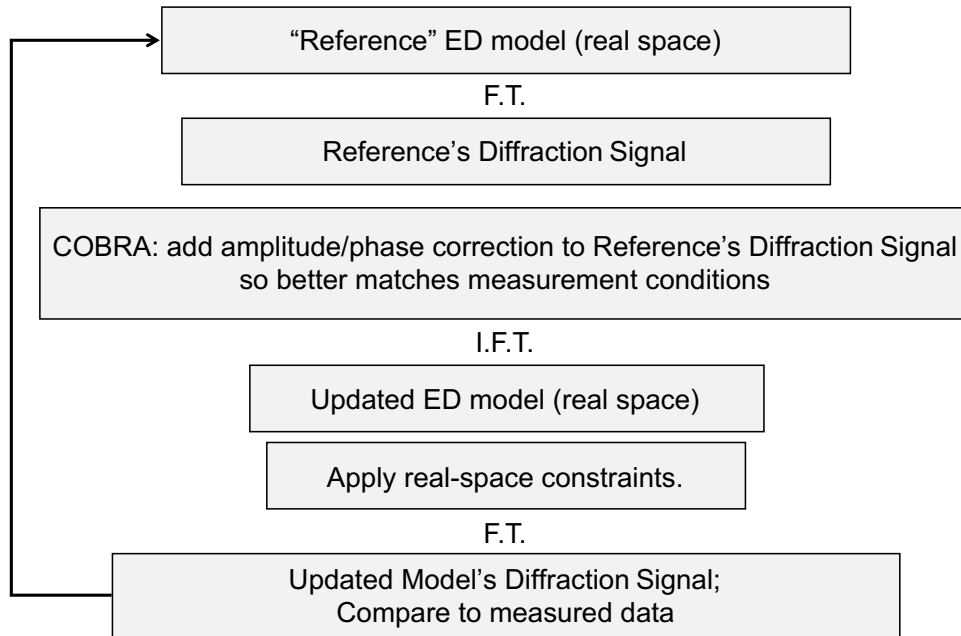 “Reference” ED model (real space)
F.T.
Reference’s Diffraction Signal
COBRA: add amplitude/phase correction to Reference’s Diffraction Signal
so better matches measurement conditions
I.F.T.
Updated ED model (real space)
Apply real-space constraints.
F.T.
Updated Model’s Diffraction Signal;
Compare to measured data